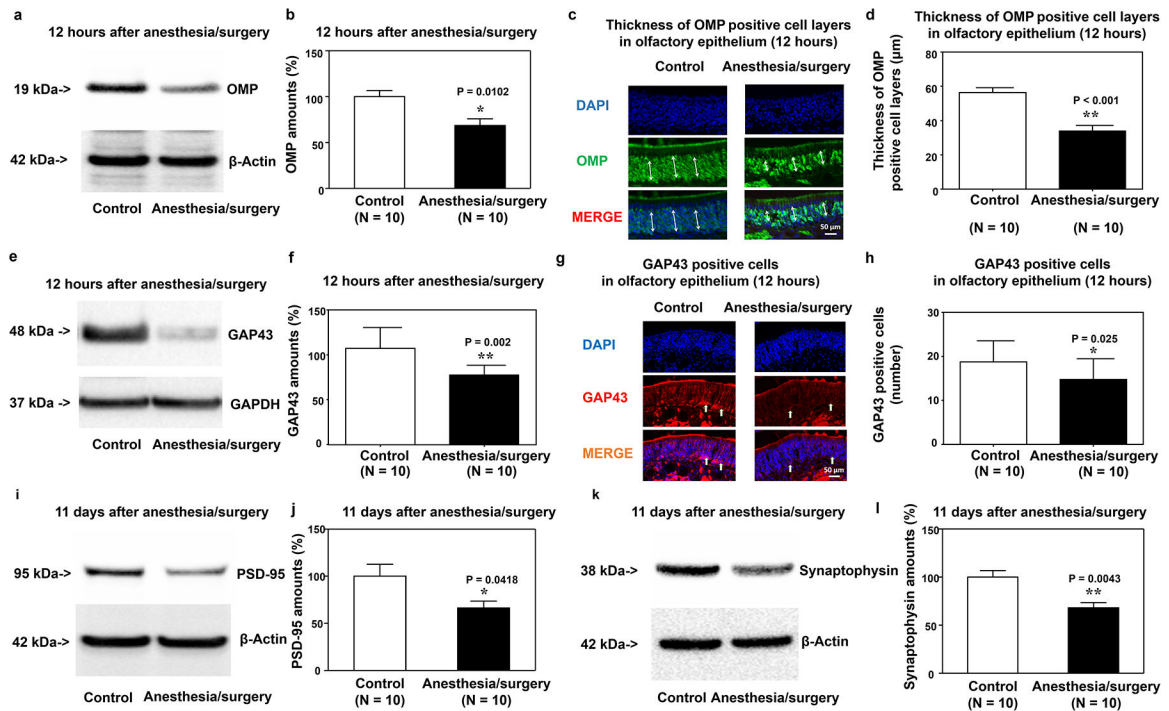 a
12 hours after anesthesia/surgery
19 kDa->
OMP
42 kDa->
β-Actin
Control
Anesthesia/surgery
b
12 hours after anesthesia/surgery
OMP amounts (%)
150
100
50
0
P = 0.0102
*
Control
(N = 10)
Anesthesia/surgery
(N = 10)
c
Thickness of OMP positive cell layers
in olfactory epithelium (12 hours)
Control
Anesthesia/surgery
DAPI
OMP
MERGE
50 µm
d
Thickness of OMP positive cell layers
in olfactory epithelium (12 hours)
Thickness of OMP
positive cell layers (µm)
80
60
40
20
0
P < 0.001
**
Control
(N = 10)
Anesthesia/surgery
(N = 10)
e
12 hours after anesthesia/surgery
48 kDa ->
GAP43
37 kDa ->
GAPDH
Control
Anesthesia/surgery
f
12 hours after anesthesia/surgery
GAP43 amounts (%)
150
100
50
0
P = 0.002
**
Control
(N = 10)
Anesthesia/surgery
(N = 10)
g
GAP43 positive cells
in olfactory epithelium (12 hours)
Control
Anesthesia/surgery
DAPI
GAP43
MERGE
50 µm
h
GAP43 positive cells
in olfactory epithelium (12 hours)
GAP43 positive cells
(number)
30
20
10
0
P = 0.025
*
Control
(N = 10)
Anesthesia/surgery
(N = 10)
i
11 days after anesthesia/surgery
95 kDa->
PSD-95
42 kDa->
β-Actin
Control
Anesthesia/surgery
j
11 days after anesthesia/surgery
PSD-95 amounts (%)
150
100
50
0
P = 0.0418
*
Control
(N = 10)
Anesthesia/surgery
(N = 10)
k
11 days after anesthesia/surgery
38 kDa->
Synaptophysin
42 kDa->
β-Actin
Control Anesthesia/surgery
l
11 days after anesthesia/surgery
Synaptophysin amounts (%)
150
100
50
0
P = 0.0043
**
Control
(N = 10)
Anesthesia/surgery
(N = 10)